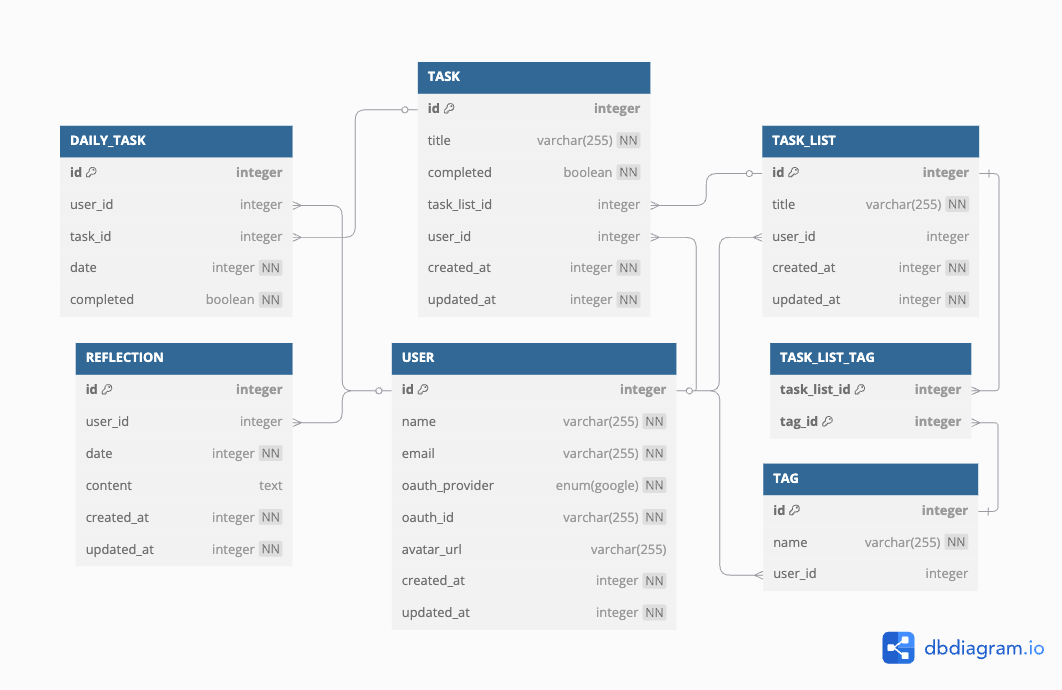 TASK
id integer
title varchar(255) NN
completed boolean NN
task_list_id integer
user_id integer
created_at integer NN
updated_at integer NN
DAILY_TASK
id integer
user_id integer
task_id integer
date integer NN
completed boolean NN
TASK_LIST
id integer
title varchar(255) NN
user_id integer
created_at integer NN
updated_at integer NN
REFLECTION
id integer
user_id integer
date integer NN
content text
created_at integer NN
updated_at integer NN
USER
id integer
name varchar(255) NN
email varchar(255) NN
oauth_provider enum(google) NN
oauth_id varchar(255) NN
avatar_url varchar(255)
created_at integer NN
updated_at integer NN
TASK_LIST_TAG
task_list_id integer
tag_id integer
TAG
id integer
name varchar(255) NN
user_id integer
dbdiagram.io